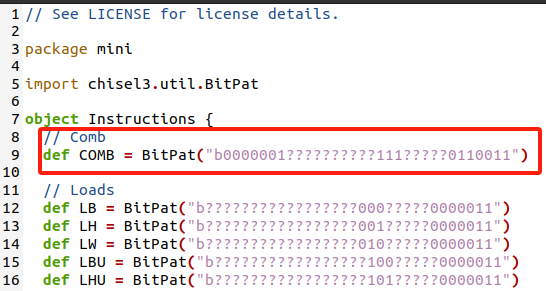 1 // See LICENSE for license details.
2
3 package mini
4
5 import chisel3.util.BitPat
6
7 object Instructions {
8 // Comb
9 def COMB = BitPat("b0000001??????????111?????0110011")
10
11 // Loads
12 def LB = BitPat("b?????????????????000?????0000011")
13 def LH = BitPat("b?????????????????001?????0000011")
14 def LW = BitPat("b?????????????????010?????0000011")
15 def LBU = BitPat("b?????????????????100?????0000011")
16 def LHU = BitPat("b?????????????????101?????0000011")